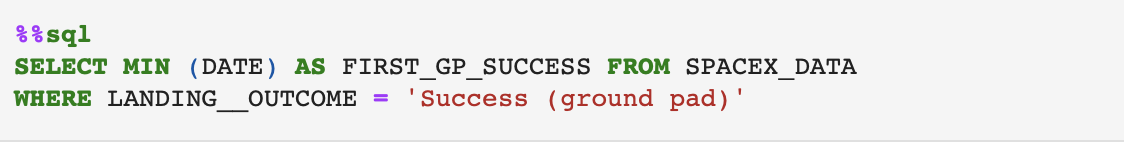 %%sql
SELECT MIN (DATE) AS FIRST_GP_SUCCESS FROM SPACEX_DATA
WHERE LANDING__OUTCOME = 'Success (ground pad)'